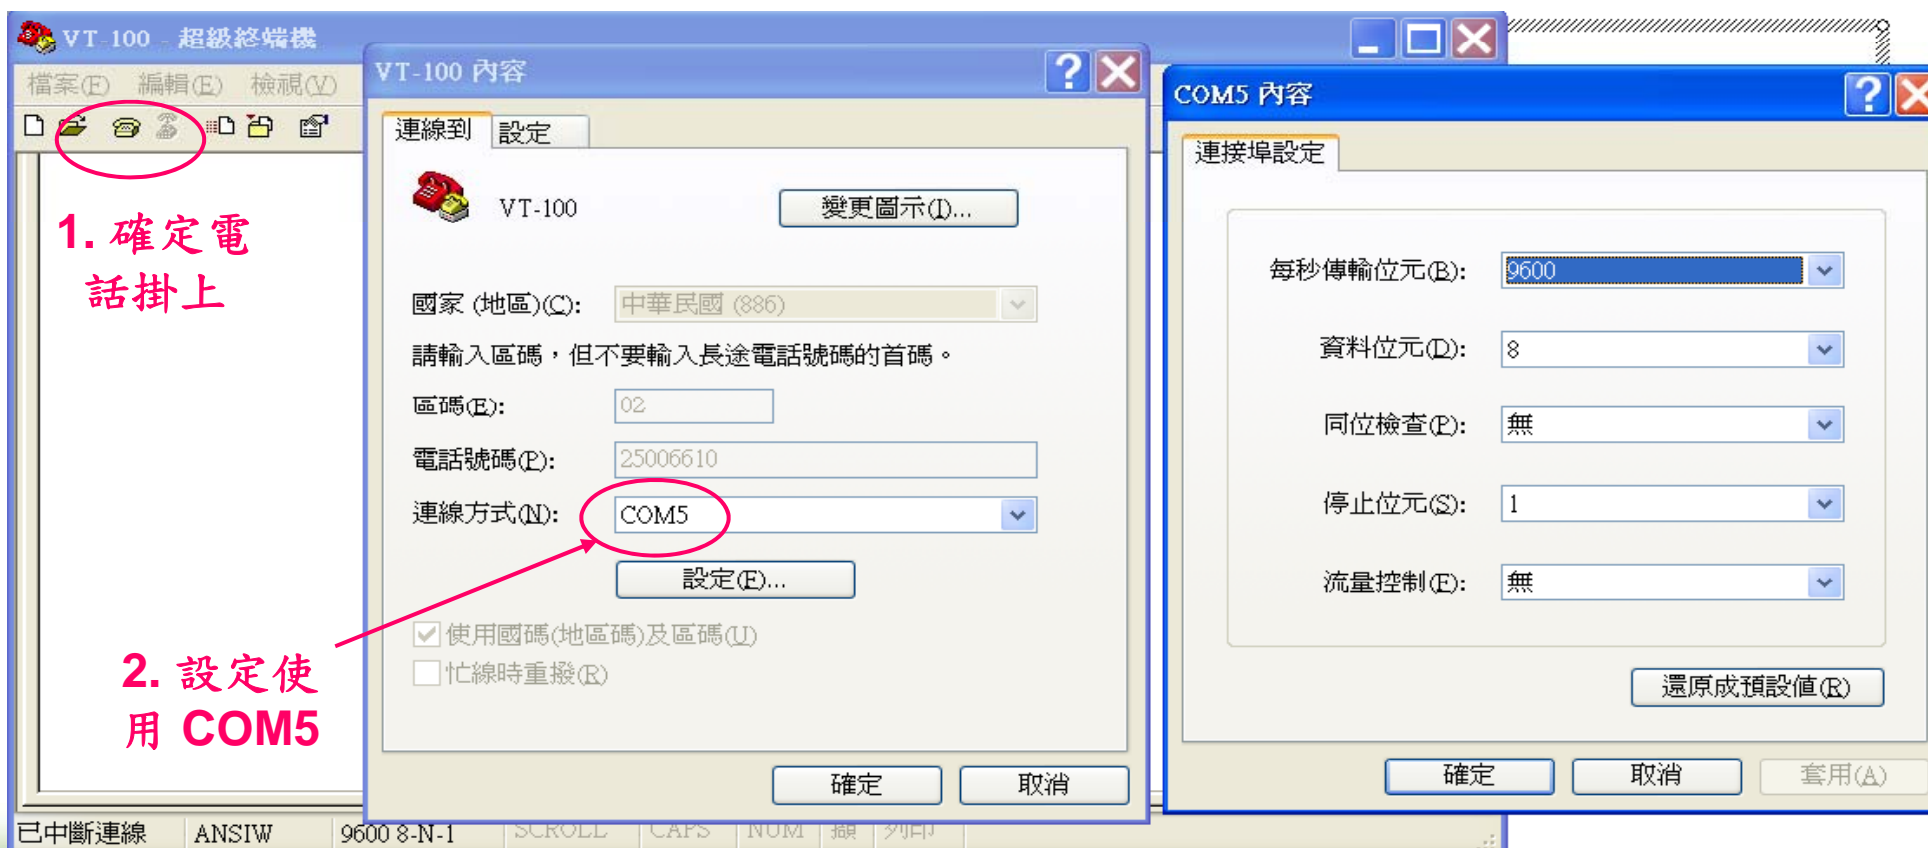 VT-100 - 超級終端機
檔案(F) 編輯(E) 檢視(V)
1. 確定電
話掛上
2. 設定使
用 COM5
已中斷連線 ANSIW 9600 8-N-1 SCROLL CAPS NUM 擷 列印
VT-100 內容
連線到 設定
VT-100
變更圖示(I)...
國家 (地區)(C): 中華民國 (886)
請輸入區碼，但不要輸入長途電話號碼的首碼。
區碼(E): 02
電話號碼(P): 25006610
連線方式(N): COM5
設定(F)...
使用國碼(地區碼)及區碼(U)
忙線時重撥(R)
確定 取消
COM5 內容
連接埠設定
每秒傳輸位元(B): 9600
資料位元(D): 8
同位檢查(P): 無
停止位元(S): 1
流量控制(F): 無
還原成預設值(R)
確定 取消 套用(A)